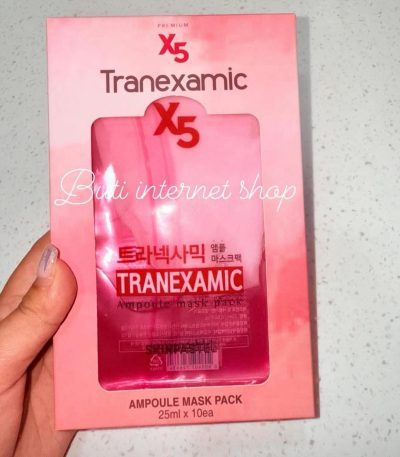 PREMIUM
X5
Tranexamic
X5
Buti internet shop
트라넥사믹 앰플 마스크팩
TRANEXAMIC
Ampoule mask pack
SKINPASTEL
AMPOULE MASK PACK
25ml x 10ea